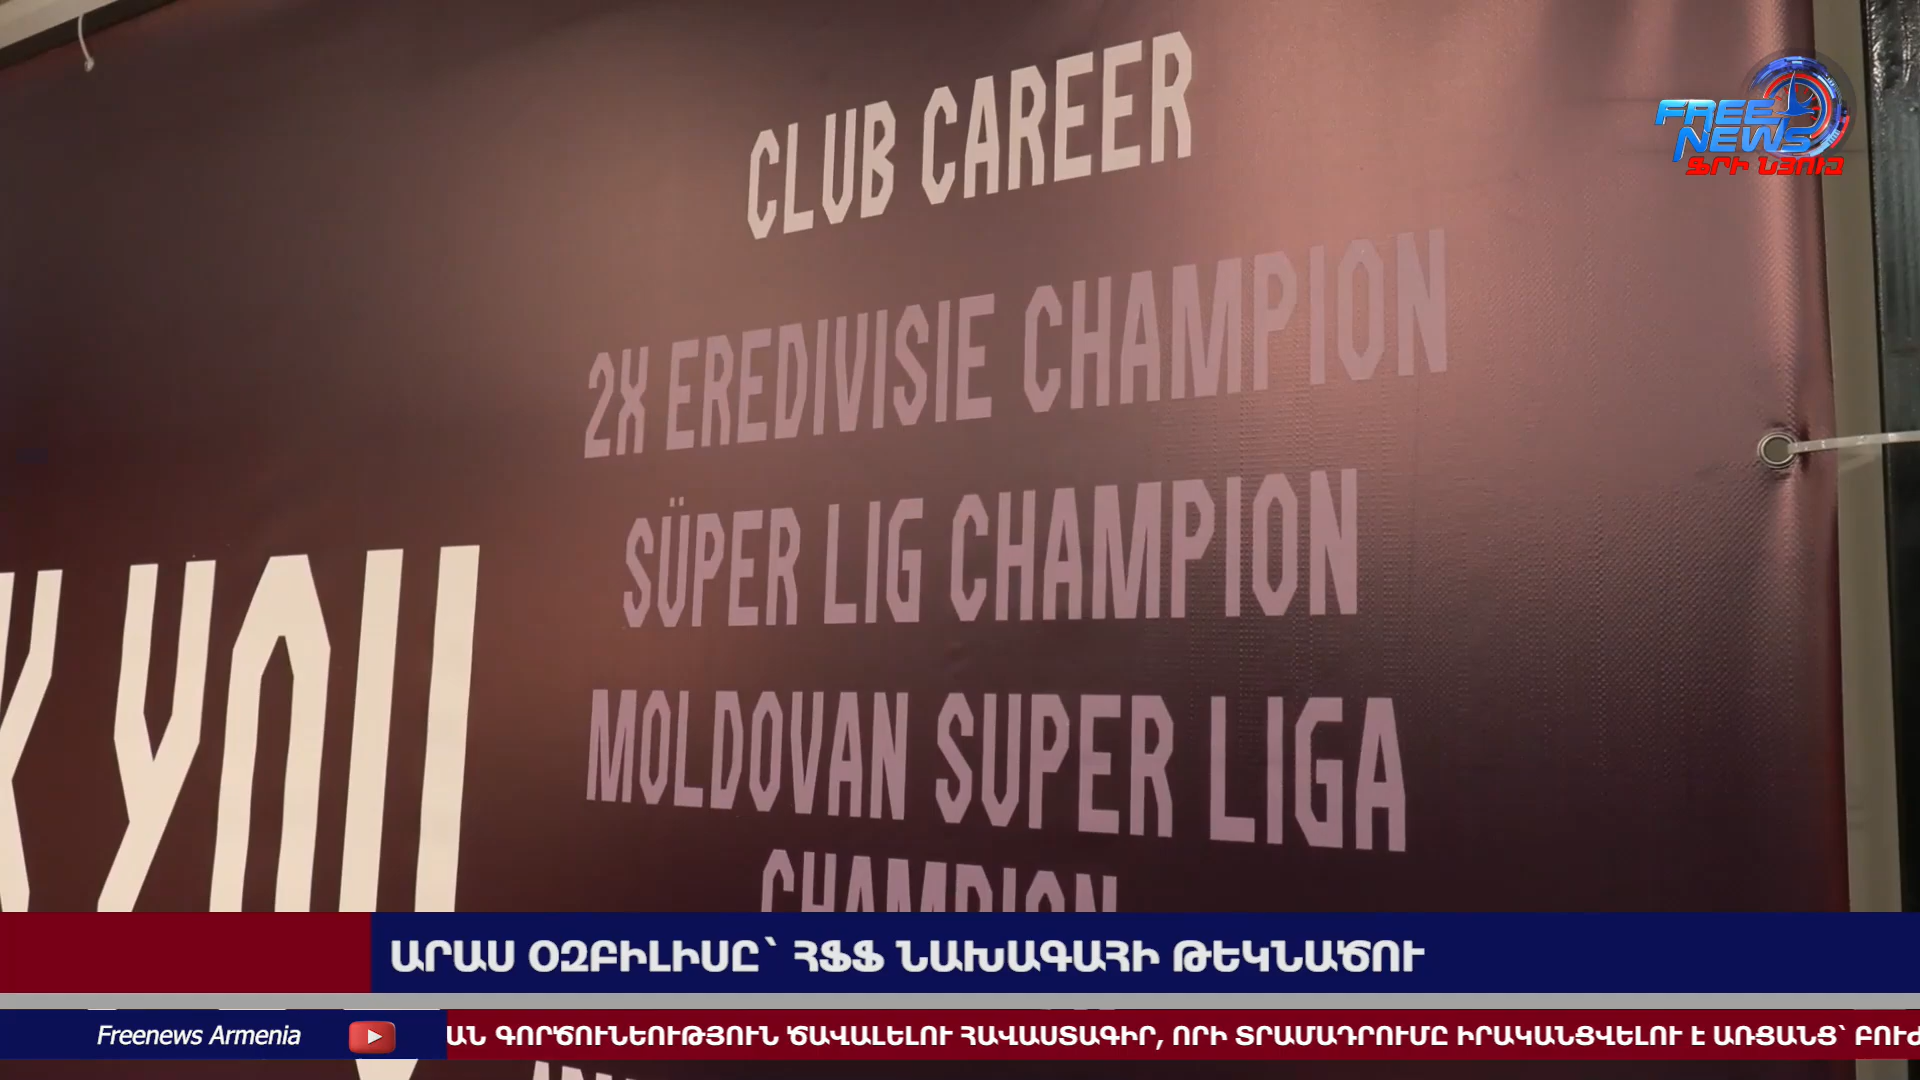 CLUB CAREER
2X EREDIVISIE CHAMPION
SÜPER LIG CHAMPION
MOLDOVAN SUPER LIGA
CHAMPION
YOU
FREE
NEWS
ՖՐԻ ՆՅՈՒԶ
ԱՐԱՍ ՕԶԲԻԼԻՍԸ՝ ՀՖՖ ՆԱԽԱԳԱՀԻ ԹԵԿՆԱԾՈՒ
Freenews Armenia
ԱՆ ԳՈՐԾՈՒՆԵՈՒԹՅՈՒՆ ԾԱՎԱԼԵԼՈՒ ՀԱՎԱՍՏԱԳԻՐ, ՈՐԻ ՏՐԱՄԱԴՐՈՒՄԸ ԻՐԱԿԱՆՑՎԵԼՈՒ Է ԱՌՑԱՆՑ՝ ԲՈՒԺ